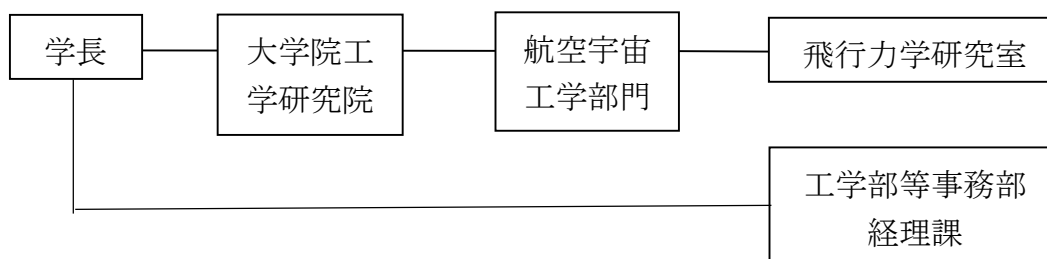 学長
大学院工
学研究院
航空宇宙
工学部門
飛行力学研究室
工学部等事務部
経理課